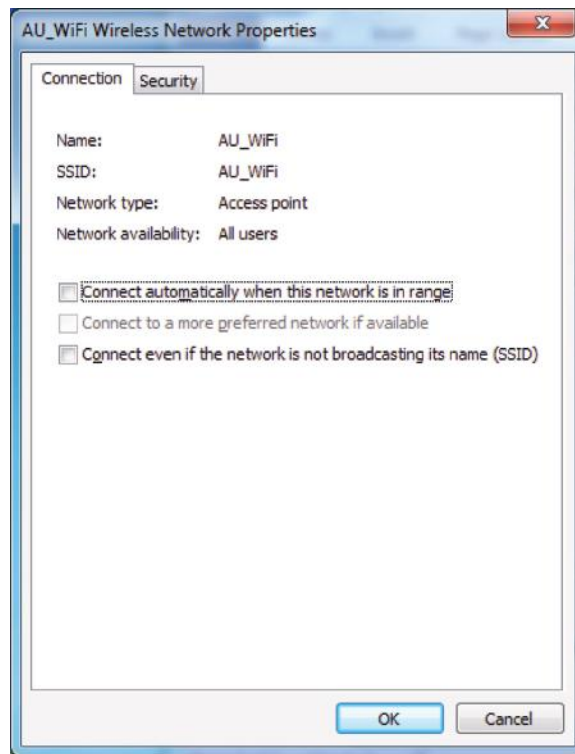 AU_WiFi Wireless Network Properties
Connection Security
Name: AU_WiFi
SSID: AU_WiFi
Network type: Access point
Network availability: All users
Connect automatically when this network is in range
Connect to a more preferred network if available
Connect even if the network is not broadcasting its name (SSID)
OK Cancel